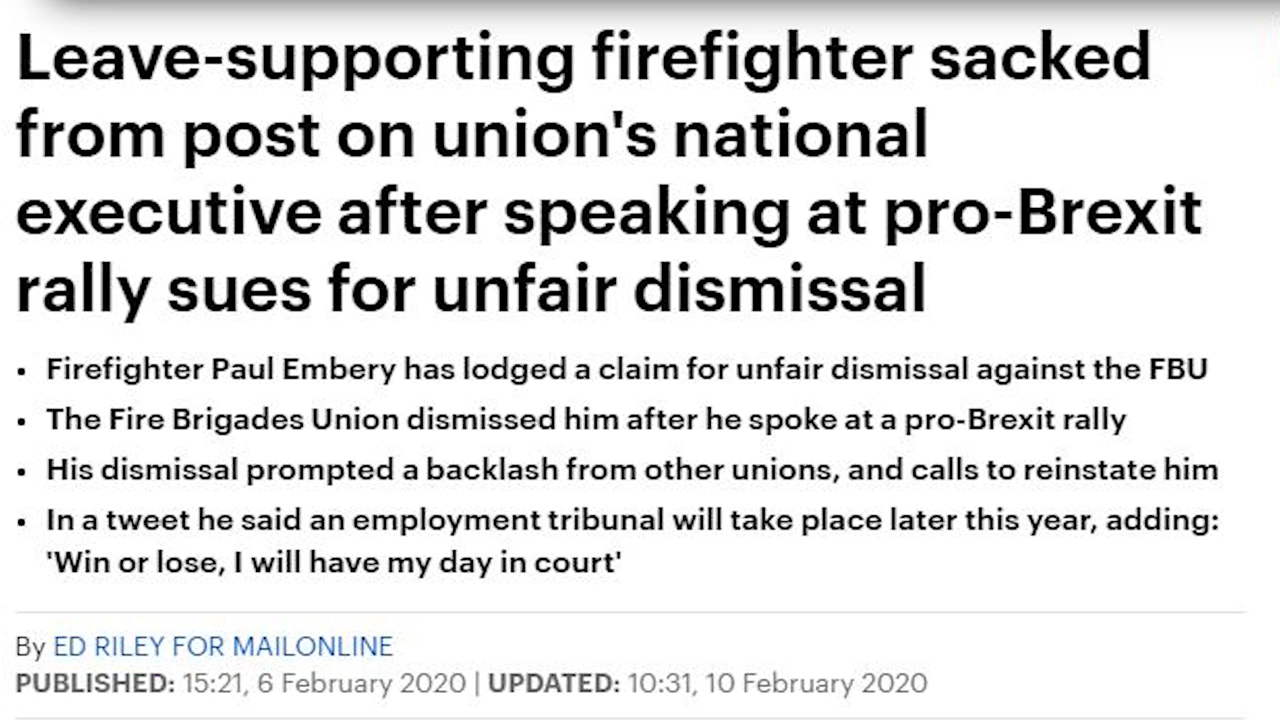 Leave-supporting firefighter sacked
from post on union's national
executive after speaking at pro-Brexit
rally sues for unfair dismissal
• Firefighter Paul Embery has lodged a claim for unfair dismissal against the FBU
• The Fire Brigades Union dismissed him after he spoke at a pro-Brexit rally
• His dismissal prompted a backlash from other unions, and calls to reinstate him
• In a tweet he said an employment tribunal will take place later this year, adding:
'Win or lose, I will have my day in court'
By ED RILEY FOR MAILONLINE
PUBLISHED: 15:21, 6 February 2020 | UPDATED: 10:31, 10 February 2020